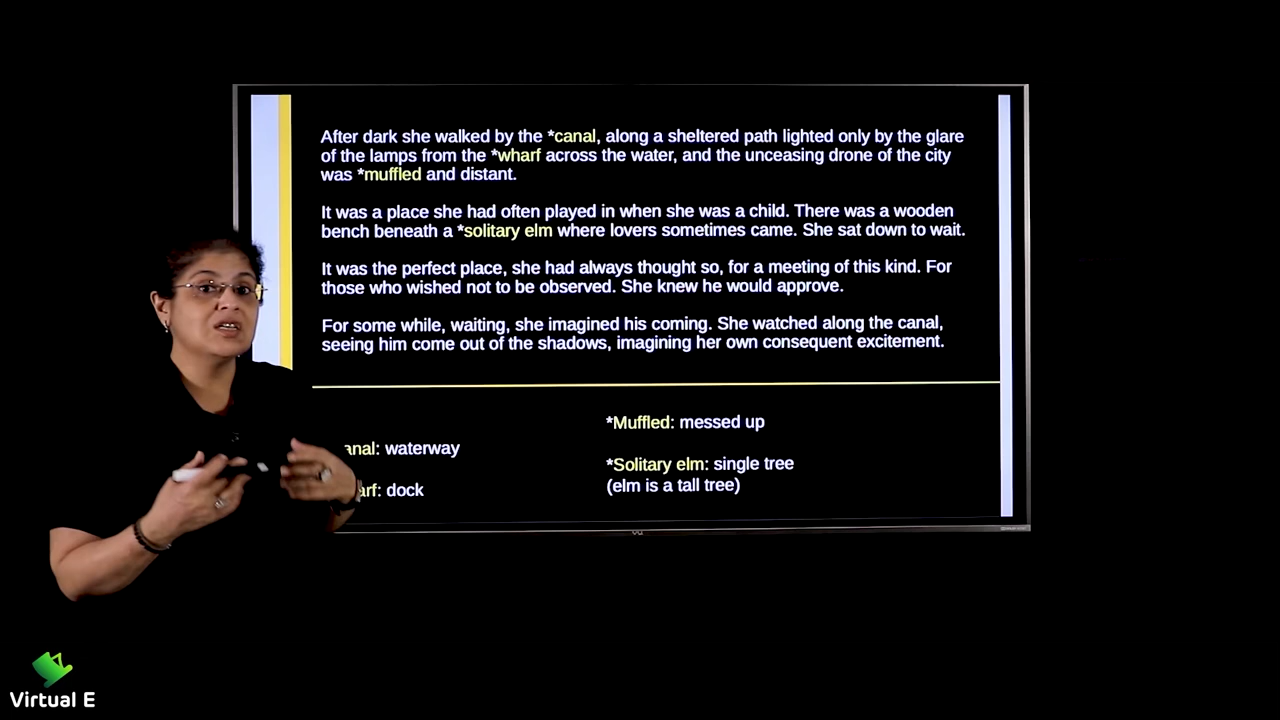 After dark she walked by the *canal, along a sheltered path lighted only by the glare
of the lamps from the *wharf across the water, and the unceasing drone of the city
was *muffled and distant.
It was a place she had often played in when she was a child. There was a wooden
bench beneath a *solitary elm where lovers sometimes came. She sat down to wait.
It was the perfect place, she had always thought so, for a meeting of this kind. For
those who wished not to be observed. She knew he would approve.
For some while, waiting, she imagined his coming. She watched along the canal,
seeing him come out of the shadows, imagining her own consequent excitement.
anal: waterway
arf: dock
*Muffled: messed up
*Solitary elm: single tree
(elm is a tall tree)
Virtual E